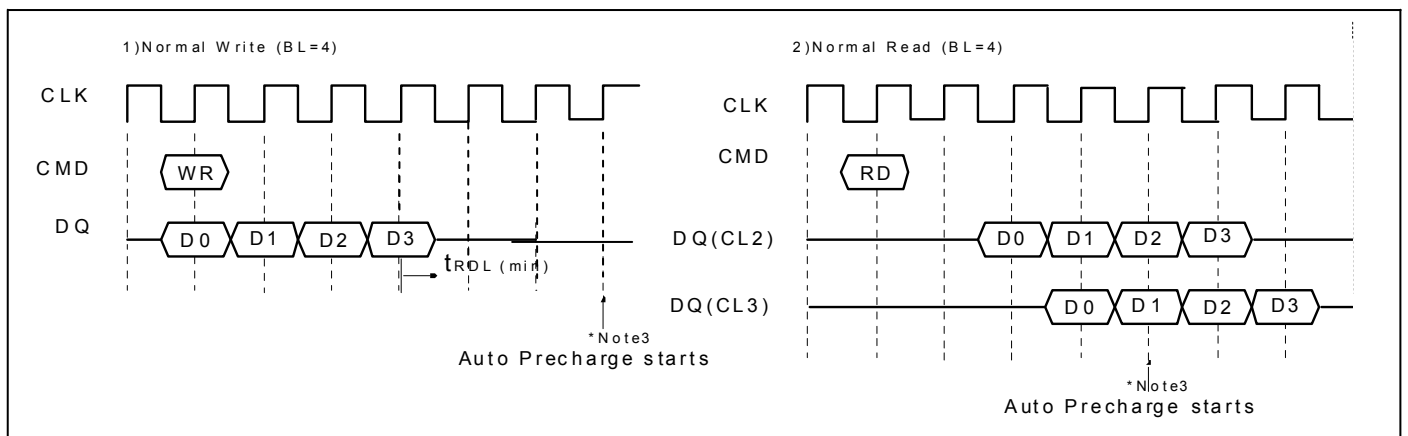 1)Normal Write (BL=4)
CLK
CMD
WR
DQ
D0 D1 D2 D3
tRDL (min)
*Note3
Auto Precharge starts
2)Normal Read (BL=4)
CLK
CMD
RD
DQ(CL2)
D0 D1 D2 D3
DQ(CL3)
D0 D1 D2 D3
*Note3
Auto Precharge starts